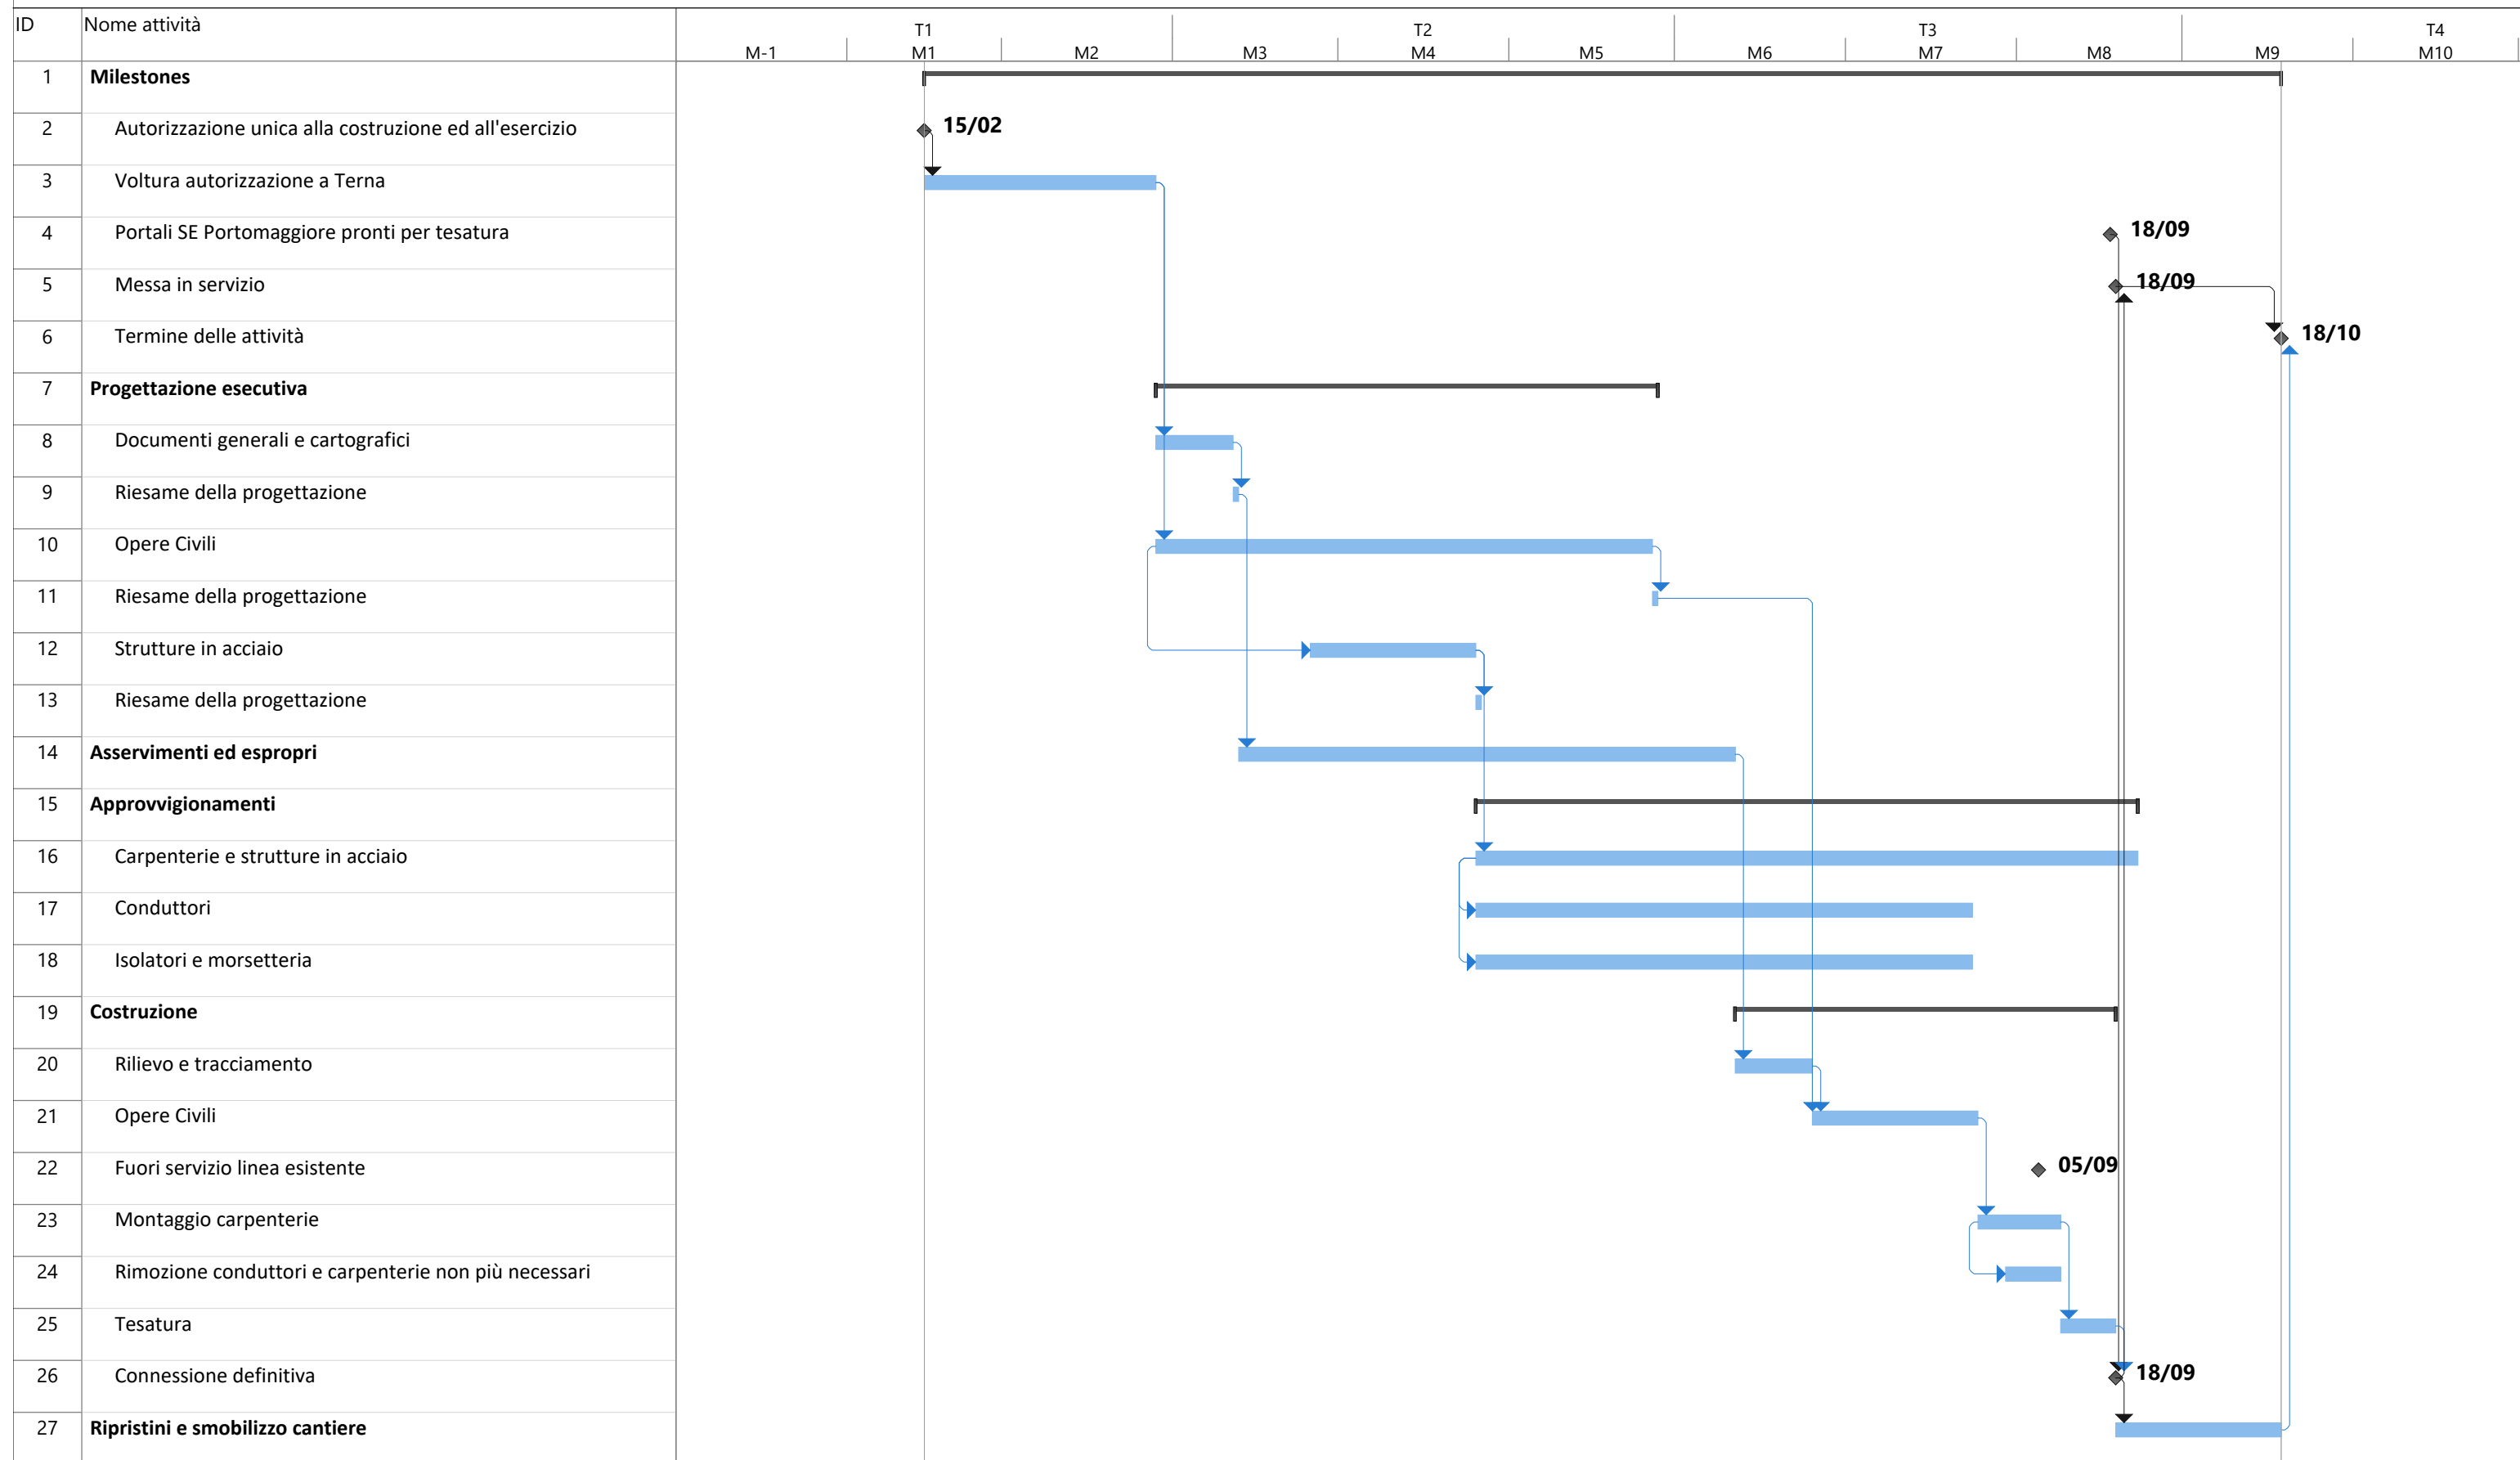 ID Nome attività T1 T2 T3 T4
M-1 M1 M2 M3 M4 M5 M6 M7 M8 M9 M10
1 Milestones
2 Autorizzazione unica alla costruzione ed all'esercizio 15/02
3 Voltura autorizzazione a Terna
4 Portali SE Portomaggiore pronti per tesatura 18/09
5 Messa in servizio 18/09
6 Termine delle attività 18/10
7 Progettazione esecutiva
8 Documenti generali e cartografici
9 Riesame della progettazione
10 Opere Civili
11 Riesame della progettazione
12 Strutture in acciaio
13 Riesame della progettazione
14 Asservimenti ed espropri
15 Approvvigionamenti
16 Carpenterie e strutture in acciaio
17 Conduttori
18 Isolatori e morsetteria
19 Costruzione
20 Rilievo e tracciamento
21 Opere Civili
22 Fuori servizio linea esistente 05/09
23 Montaggio carpenterie
24 Rimozione conduttori e carpenterie non più necessari
25 Tesatura
26 Connessione definitiva 18/09
27 Ripristini e smobilizzo cantiere